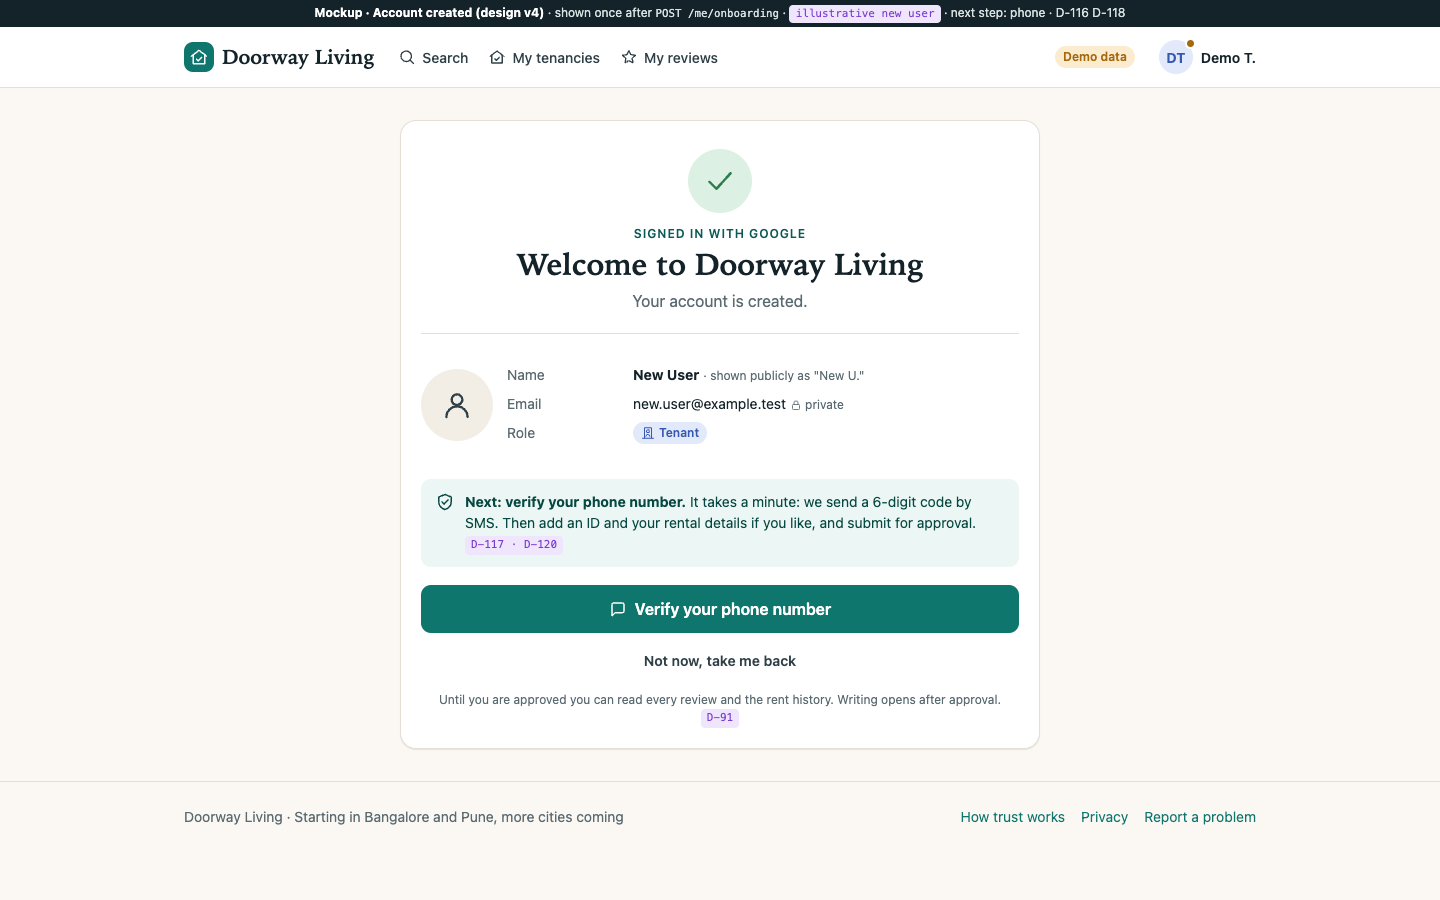 Mockup · Account created (design v4) · shown once after POST /me/onboarding · illustrative new user · next step: phone · D-116 D-118
Doorway Living Search My tenancies My reviews Demo data DT Demo T.
SIGNED IN WITH GOOGLE
Welcome to Doorway Living
Your account is created.
Name New User · shown publicly as "New U."
Email new.user@example.test private
Role Tenant
Next: verify your phone number. It takes a minute: we send a 6-digit code by
SMS. Then add an ID and your rental details if you like, and submit for approval.
D-117 · D-120
Verify your phone number
Not now, take me back
Until you are approved you can read every review and the rent history. Writing opens after approval.
D-91
Doorway Living · Starting in Bangalore and Pune, more cities coming How trust works Privacy Report a problem